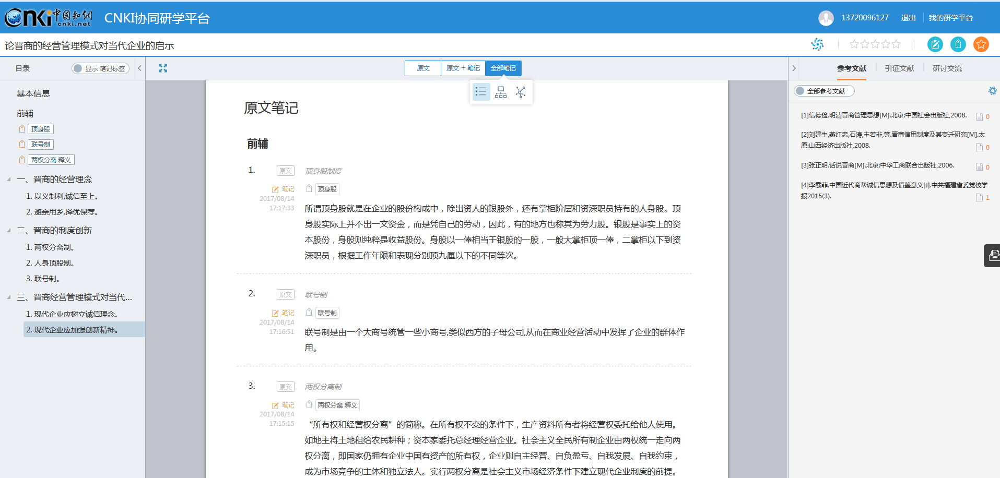 cnki 中国知网
cnki.net
CNKI协同研学平台
13720096127 退出 我的研学平台
论晋商的经营管理模式对当代企业的启示
目录 显示 笔记标签
原文 原文 + 笔记 全部笔记
参考文献 引证文献 研讨交流
基本信息
前辅
顶身股
联号制
两权分离 释义
一、晋商的经营理念
1. 以义制利,诚信至上。
2. 避亲用乡,择优保荐。
二、晋商的制度创新
1. 两权分离制。
2. 人身顶股制。
3. 联号制。
三、晋商经营管理模式对当代...
1. 现代企业应树立诚信理念。
2. 现代企业应加强创新精神。
原文笔记
前辅
1. 原文 顶身股制度
笔记 顶身股
2017/08/14
17:17:33
所谓顶身股就是在企业的股份构成中，除出资人的银股外，还有掌柜阶层和资深职员持有的人身股。顶
身股实际上并不出一文资金，而是凭自己的劳动，因此，有的地方也称其为劳力股。银股是事实上的资
本股份，身股则纯粹是收益股份。身股以一俸相当于银股的一股，一般大掌柜顶一俸，二掌柜以下到资
深职员，根据工作年限和表现分别顶九厘以下的不同等次。
2. 原文 联号制
笔记 联号制
2017/08/14
17:16:51
联号制是由一个大商号统管一些小商号,类似西方的子母公司,从而在商业经营活动中发挥了企业的群体作
用。
3. 原文 两权分离制
笔记 两权分离 释义
2017/08/14
17:15:15
“所有权和经营权分离”的简称。在所有权不变的条件下，生产资料所有者将经营权委托给他人使用。
如地主将土地租给农民耕种；资本家委托总经理经营企业。社会主义全民所有制企业由两权统一走向两
权分离，即国家仍拥有企业中国有资产的所有权，企业则自主经营、自负盈亏、自我发展、自我约束，
成为市场竞争的主体和独立法人。实行两权分离是社会主义市场经济条件下建立现代企业制度的前提。
全部参考文献
[1]信德俭.明清晋商管理思想[M].北京:中国社会出版社,2008.
0
[2]刘建生,燕红忠,石涛,丰若非,等.晋商信用制度及其变迁研究[M].太
原:山西经济出版社,2008.
0
[3]张正明.话说晋商[M].北京:中华工商联合出版社,2006.
0
[4]李霞菲.中国近代商帮诚信思想及借鉴意义[J].中共福建省委党校学
报2015(3).
1